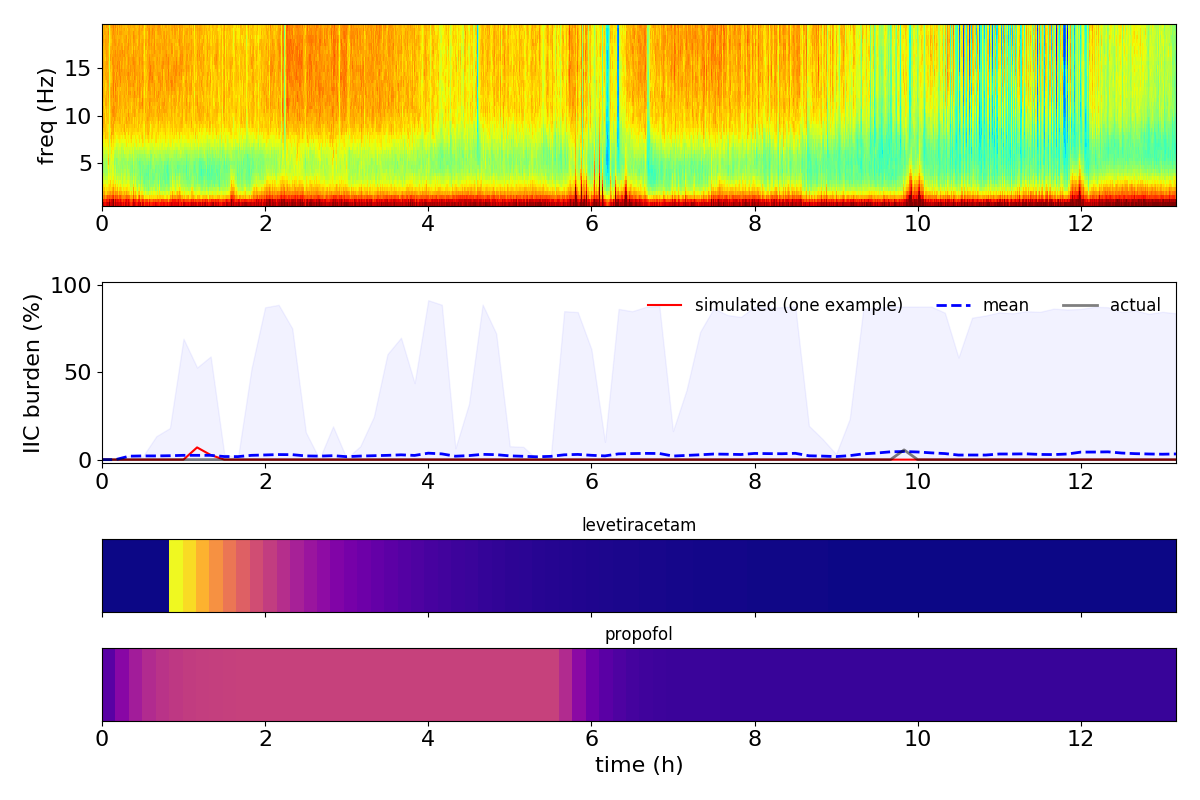 freq (Hz)
15
10
5
0 2 4 6 8 10 12
IIC burden (%)
100
50
0
simulated (one example) mean actual
0 2 4 6 8 10 12
levetiracetam
propofol
0 2 4 6 8 10 12
time (h)